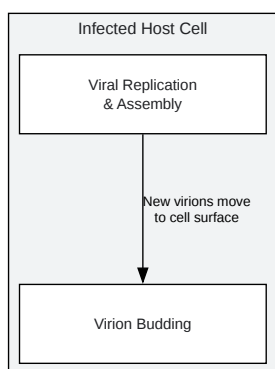 Infected Host Cell
Viral Replication
& Assembly
New virions move
to cell surface
Virion Budding